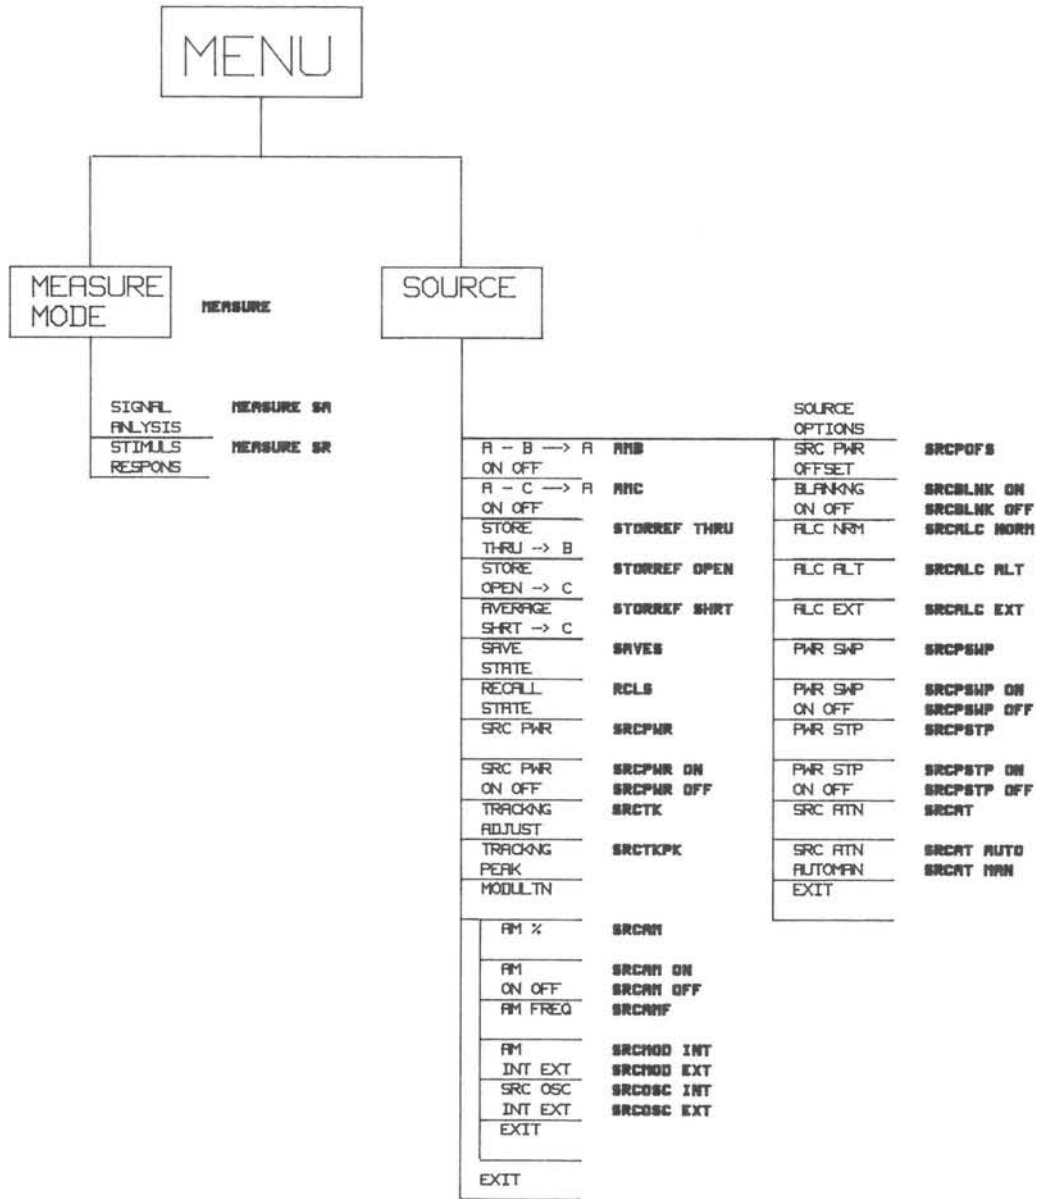 MENU
MEASURE
MODE
MEASURE
SIGNAL
ANLYSIS
MEASURE SA
STIMULS
RESPONS
MEASURE SR
SOURCE
A - B --> A
ON OFF
AMB
A - C --> A
ON OFF
AMC
STORE
THRU --> B
STORREF THRU
STORE
OPEN --> C
STORREF OPEN
AVERAGE
SHRT --> C
STORREF SHRT
SAVE
STATE
SAVES
RECALL
STATE
RCLS
SRC PWR
SRCPWR
SRC PWR
ON OFF
SRCPWR ON
SRCPWR OFF
TRACKNG
ADJUST
SRCTK
TRACKNG
PEAK
SRCTKPK
MODULTN
AM %
SRCAM
AM
ON OFF
SRCAM ON
SRCAM OFF
AM FREQ
SRCAMF
AM
INT EXT
SRCMOD INT
SRCMOD EXT
SRC OSC
INT EXT
SRCOSC INT
SRCOSC EXT
EXIT
EXIT
SOURCE
OPTIONS
SRC PWR
OFFSET
SRCPOFS
BLANKNG
ON OFF
SRCBLNK ON
SRCBLNK OFF
ALC NRM
SRCALC NORM
ALC ALT
SRCALC ALT
ALC EXT
SRCALC EXT
PWR SWP
SRCPSWP
PWR SWP
ON OFF
SRCPSWP ON
SRCPSWP OFF
PWR STP
SRCPSTP
PWR STP
ON OFF
SRCPSTP ON
SRCPSTP OFF
SRC ATN
SRCAT
SRC ATN
AUTOMAN
SRCAT AUTO
SRCAT MAN
EXIT